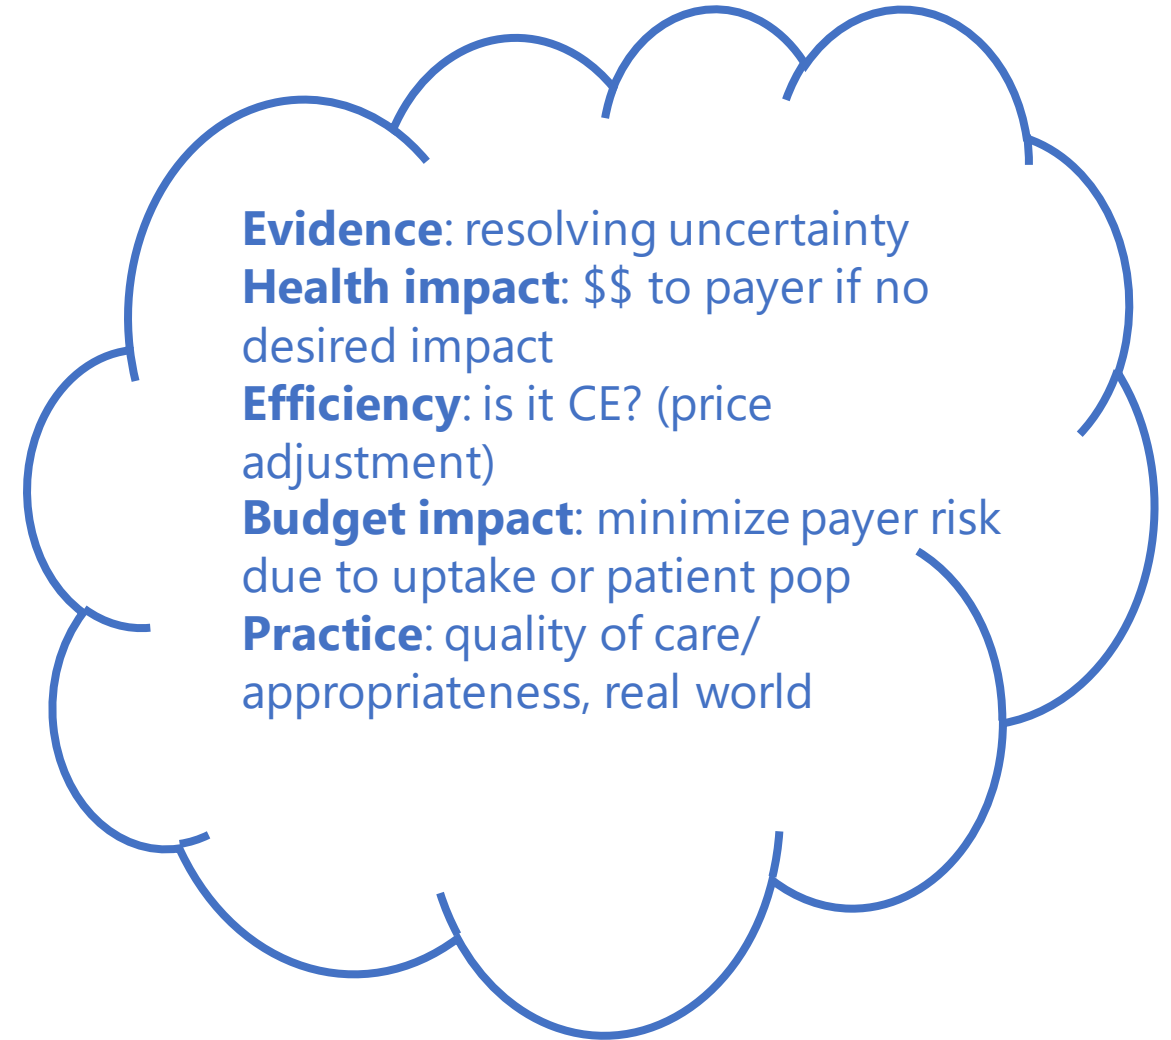 Evidence: resolving uncertainty
Health impact: $$ to payer if no
desired impact
Efficiency: is it CE? (price
adjustment)
Budget impact: minimize payer risk
due to uptake or patient pop
Practice: quality of care/
appropriateness, real world